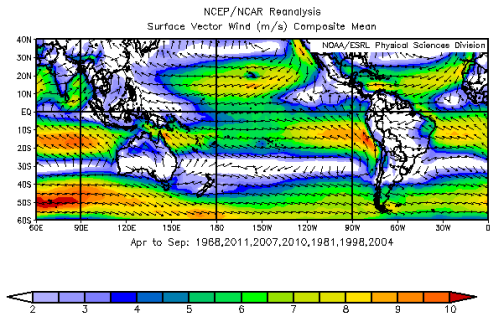 NCEP/NCAR Reanalysis
Surface Vector Wind (m/s) Composite Mean
NOAA/ESRL Physical Sciences Division
40N
30N
20N
10N
EQ
10S
20S
30S
40S
50S
60S
60E 90E 120E 150E 180 150W 120W 90W 60W 30W 0
Apr to Sep: 1968,2011,2007,2010,1981,1998,2004
2 3 4 5 6 7 8 9 10